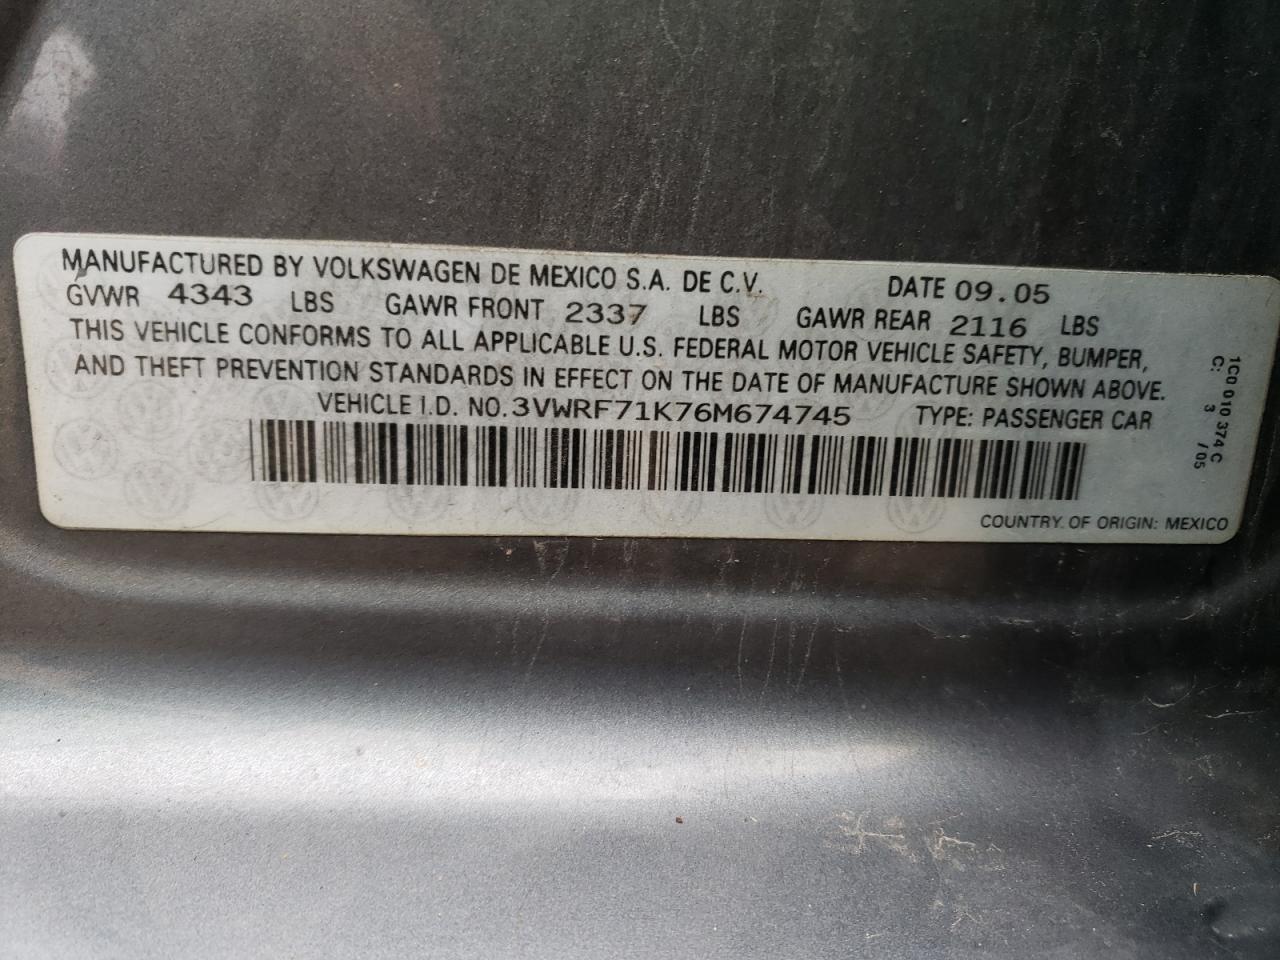 MANUFACTURED BY VOLKSWAGEN DE MEXICO S.A. DE C.V. DATE 09.05
GVWR 4343 LBS GAWR FRONT 2337 LBS GAWR REAR 2116 LBS
THIS VEHICLE CONFORMS TO ALL APPLICABLE U.S. FEDERAL MOTOR VEHICLE SAFETY, BUMPER,
AND THEFT PREVENTION STANDARDS IN EFFECT ON THE DATE OF MANUFACTURE SHOWN ABOVE.
VEHICLE I.D. NO.3VWRF71K76M674745 TYPE: PASSENGER CAR
COUNTRY OF ORIGIN: MEXICO
1C0 010 374 C
C: 3 /05